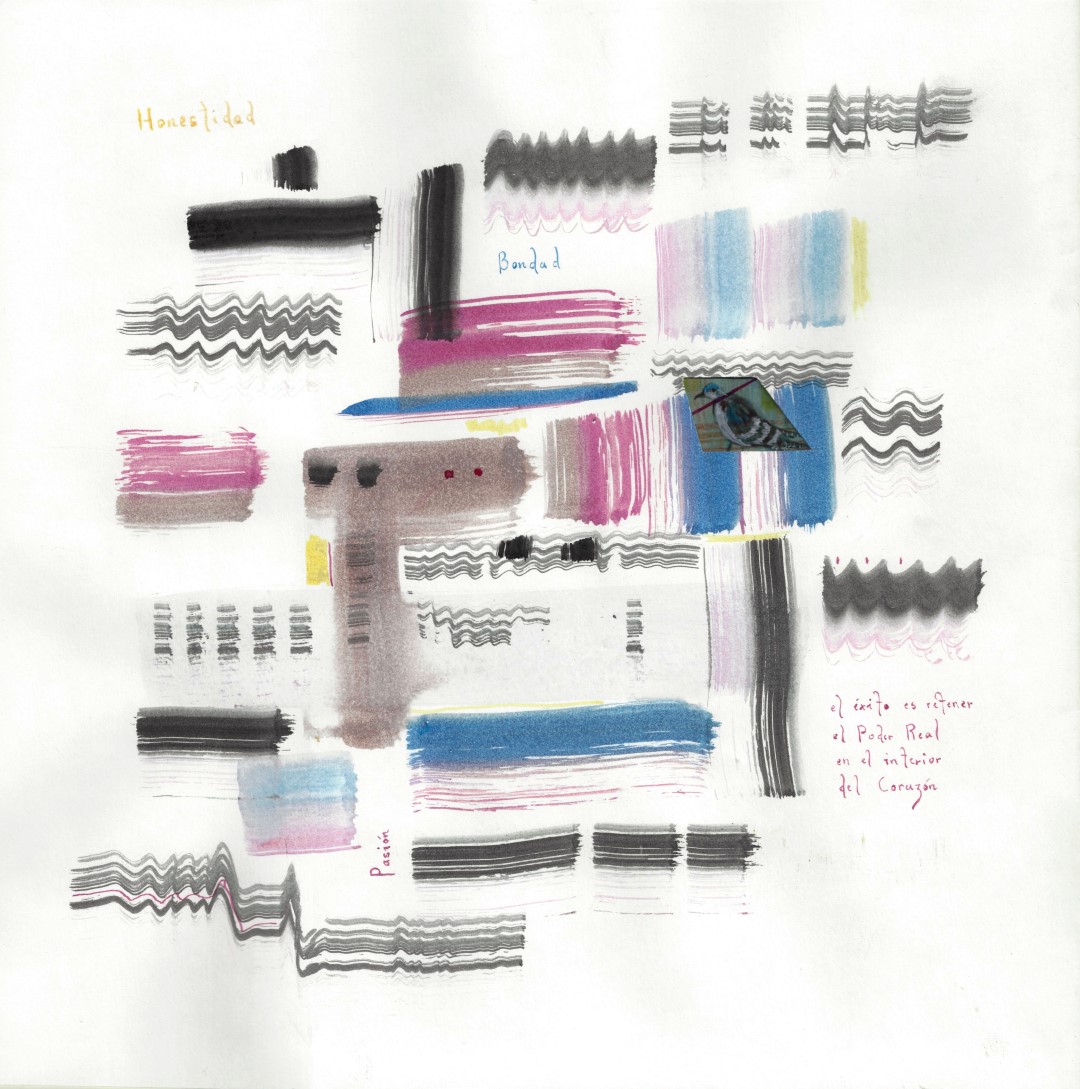 Honestidad
Bondad
el éxito es retener
el Poder Real
en el interior
del Corazón
Pasión